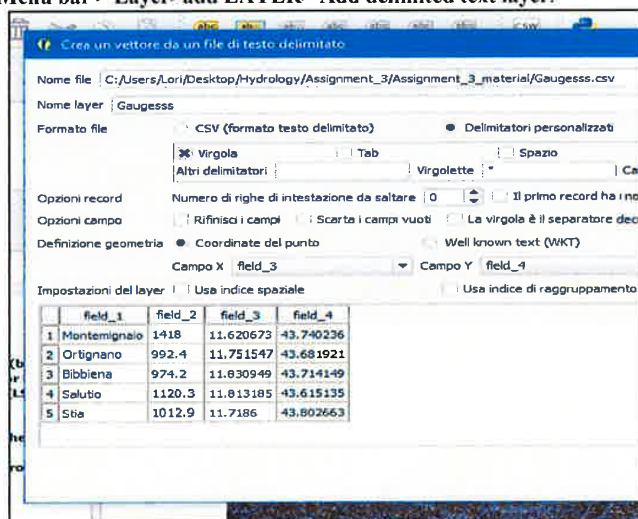 Layer add LAYER Add delimited text layer.
abc
CSW
Crea un vettore da un file di testo delimitato
Nome file C:/Users/Lori/Desktop/Hydrology/Assignment_3/Assignment_3_material/Gaugesss.csv
Nome layer Gaugesss
Formato file CSV (formato testo delimitato) Delimitatori personalizzati
Virgola Tab Spazio
Altri delimitatori Virgolette " Ca
Opzioni record Numero di righe di intestazione da saltare 0 Il primo record ha i no
Opzioni campo Rifinisci i campi Scarta i campi vuoti La virgola è il separatore dec
Definizione geometria Coordinate del punto Well known text (WKT)
Campo X field_3 Campo Y field_4
Impostazioni del layer Usa indice spaziale Usa indice di raggruppamento
field_1 field_2 field_3 field_4
1 Montemignaio 1418 11.620673 43.740236
2 Ortignano 992.4 11.751547 43.681921
3 Bibbiena 974.2 11.830949 43.714149
4 Salutio 1120.3 11.813185 43.615135
5 Stia 1012.9 11.7186 43.802663